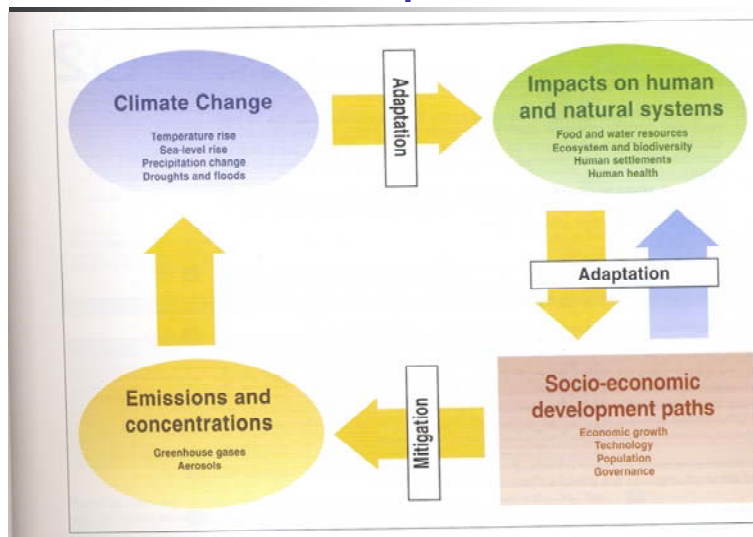 Climate Change
Temperature rise
Sea-level rise
Precipitation change
Droughts and floods
Adaptation
Impacts on human
and natural systems
Food and water resources
Ecosystem and biodiversity
Human settlements
Human health
Adaptation
Emissions and
concentrations
Greenhouse gases
Aerosols
Mitigation
Socio-economic
development paths
Economic growth
Technology
Population
Governance